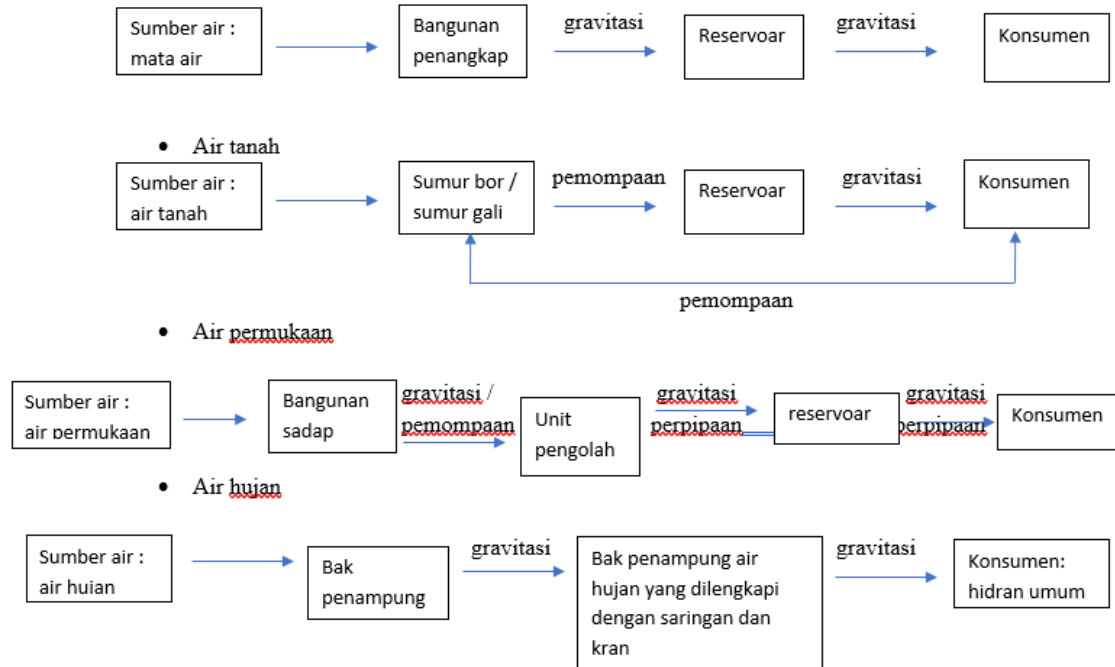 Sumber air :
mata air
Bangunan
penangkap
gravitasi
Reservoar
gravitasi
Konsumen
• Air tanah
Sumber air :
air tanah
Sumur bor /
sumur gali
pemompaan
Reservoar
gravitasi
Konsumen
pemompaan
• Air permukaan
Sumber air :
air permukaan
Bangunan
sadap
gravitasi /
pemompaan
Unit
pengolah
gravitasi
perpipaan
reservoar
gravitasi
perpipaan
Konsumen
• Air hujan
Sumber air :
air hujan
Bak
penampung
gravitasi
Bak penampung air
hujan yang dilengkapi
dengan saringan dan
kran
gravitasi
Konsumen:
hidran umum